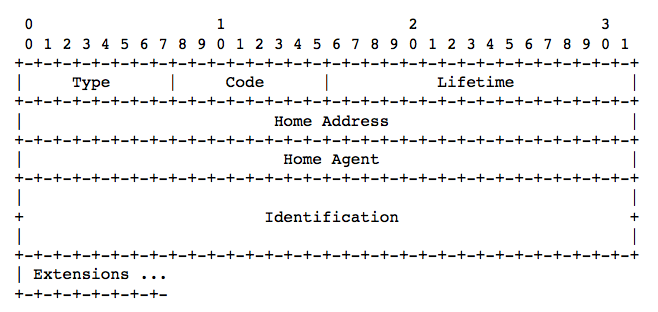 0                   1                   2                   3
 0 1 2 3 4 5 6 7 8 9 0 1 2 3 4 5 6 7 8 9 0 1 2 3 4 5 6 7 8 9 0 1
+-+-+-+-+-+-+-+-+-+-+-+-+-+-+-+-+-+-+-+-+-+-+-+-+-+-+-+-+-+-+-+-+
|     Type      |     Code      |           Lifetime            |
+-+-+-+-+-+-+-+-+-+-+-+-+-+-+-+-+-+-+-+-+-+-+-+-+-+-+-+-+-+-+-+-+
|                          Home Address                         |
+-+-+-+-+-+-+-+-+-+-+-+-+-+-+-+-+-+-+-+-+-+-+-+-+-+-+-+-+-+-+-+-+
|                           Home Agent                          |
+-+-+-+-+-+-+-+-+-+-+-+-+-+-+-+-+-+-+-+-+-+-+-+-+-+-+-+-+-+-+-+-+
|                                                               |
+                         Identification                        +
|                                                               |
+-+-+-+-+-+-+-+-+-+-+-+-+-+-+-+-+-+-+-+-+-+-+-+-+-+-+-+-+-+-+-+-+
| Extensions ...
+-+-+-+-+-+-+-+-